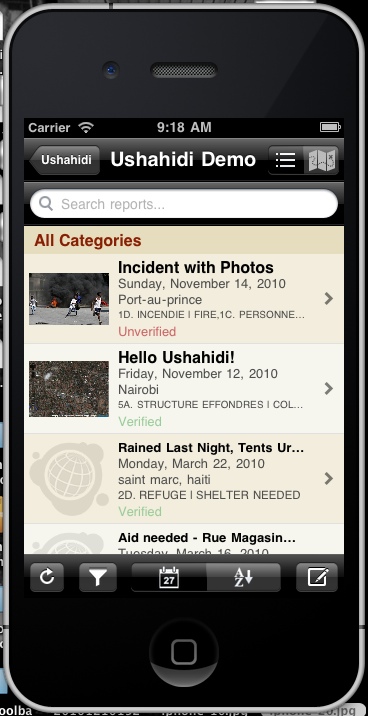 Carrier 9:18 AM
Ushahidi Ushahidi Demo
Search reports...
All Categories
Incident with Photos
Sunday, November 14, 2010
Port-au-prince
1D. INCENDIE | FIRE,1C. PERSONNE...
Unverified
Hello Ushahidi!
Friday, November 12, 2010
Nairobi
5A. STRUCTURE EFFONDRES | COL...
Verified
Rained Last Night, Tents Ur...
Monday, March 22, 2010
saint marc, haiti
2D. REFUGE | SHELTER NEEDED
Verified
Aid needed - Rue Magasin...
Tuesday, March 16, 2010
27 A Z